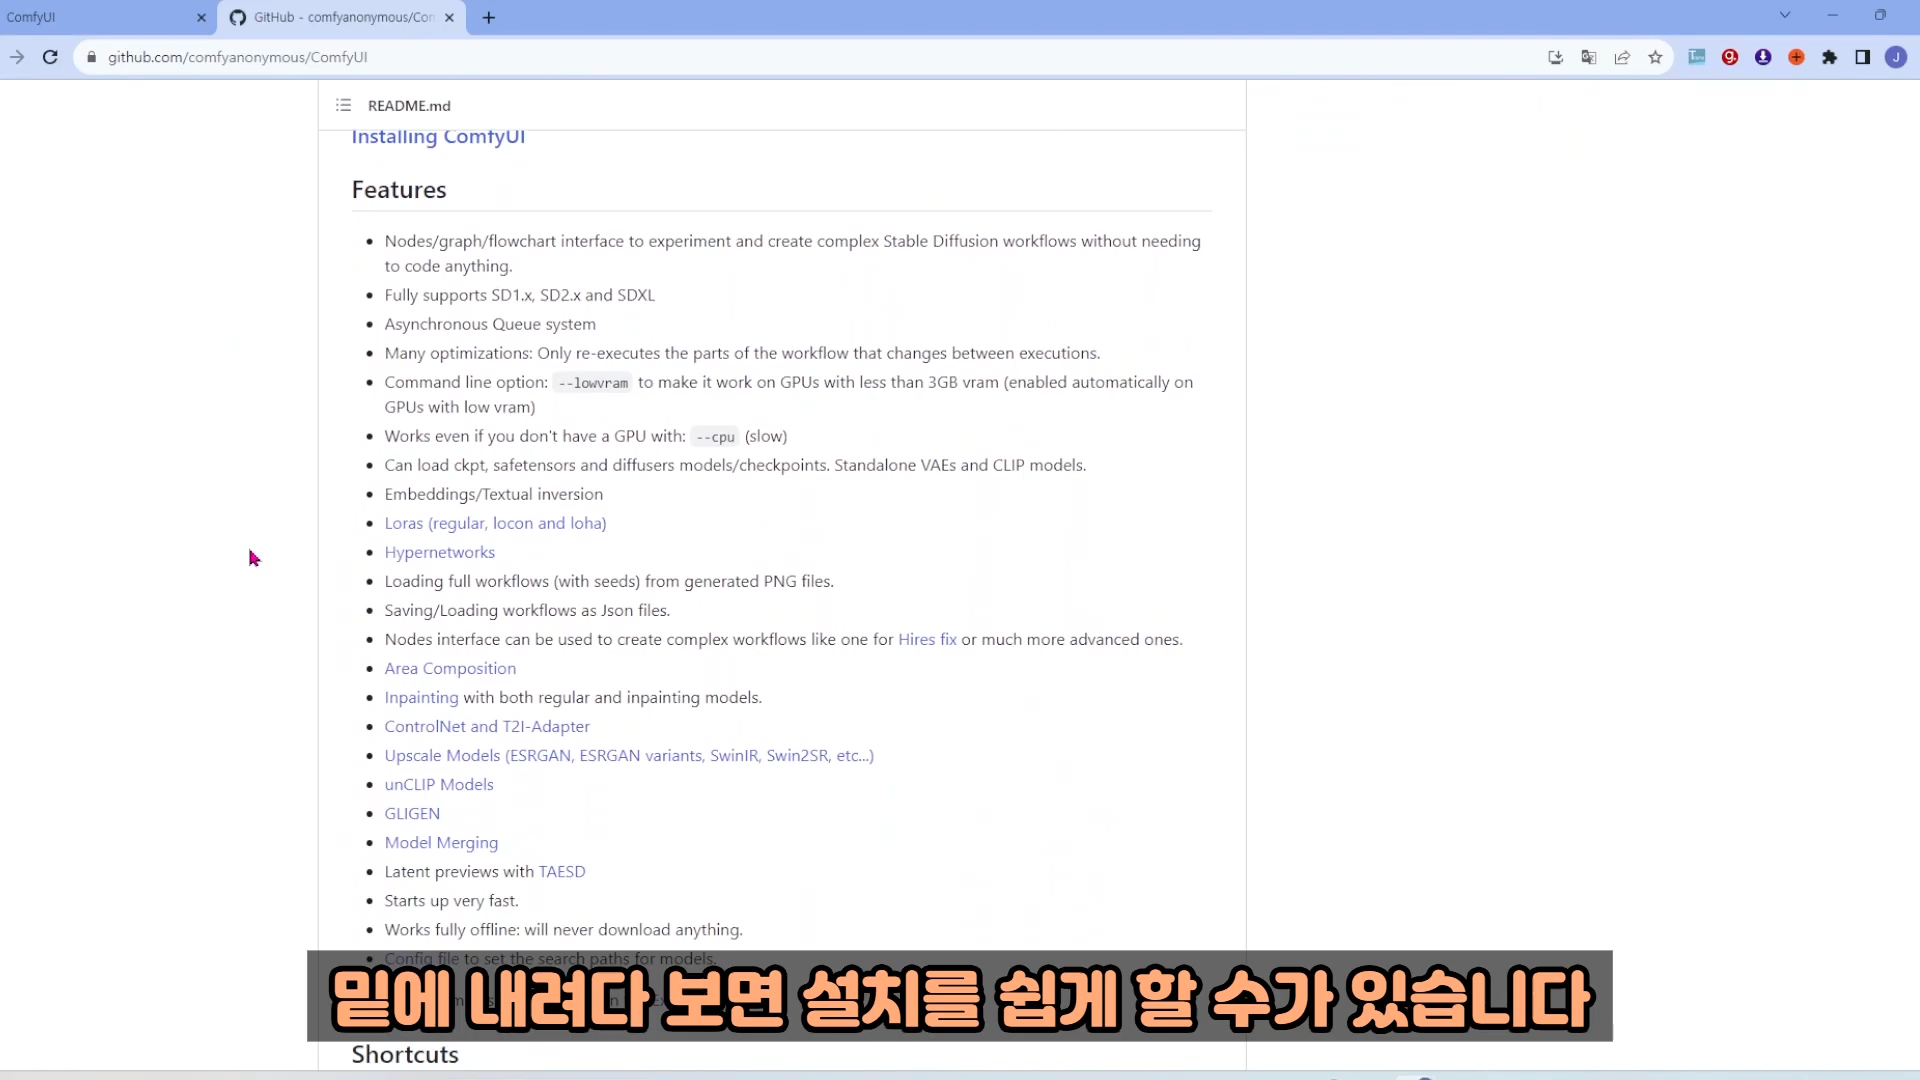 ComfyUI
GitHub - comfyanonymous/Con
github.com/comfyanonymous/ComfyUI
J
README.md
Installing ComfyUI
Features
Nodes/graph/flowchart interface to experiment and create complex Stable Diffusion workflows without needing
to code anything.
Fully supports SD1.x, SD2.x and SDXL
Asynchronous Queue system
Many optimizations: Only re-executes the parts of the workflow that changes between executions.
Command line option: --lowvram to make it work on GPUs with less than 3GB vram (enabled automatically on
GPUs with low vram)
Works even if you don't have a GPU with: --cpu (slow)
Can load ckpt, safetensors and diffusers models/checkpoints. Standalone VAEs and CLIP models.
Embeddings/Textual inversion
Loras (regular, locon and loha)
Hypernetworks
Loading full workflows (with seeds) from generated PNG files.
Saving/Loading workflows as Json files.
Nodes interface can be used to create complex workflows like one for Hires fix or much more advanced ones.
Area Composition
Inpainting with both regular and inpainting models.
ControlNet and T2I-Adapter
Upscale Models (ESRGAN, ESRGAN variants, SwinIR, Swin2SR, etc...)
unCLIP Models
GLIGEN
Model Merging
Latent previews with TAESD
Starts up very fast.
Works fully offline: will never download anything.
Config file to set the search paths for models.
밑에 내려다 보면 설치를 쉽게 할 수가 있습니다
Shortcuts